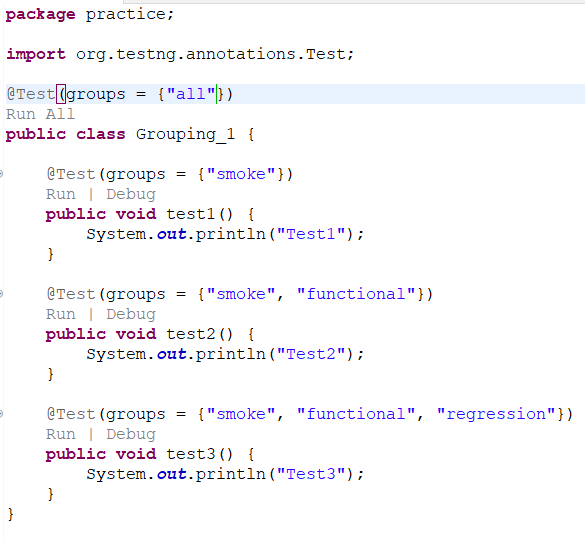 package practice;
import org.testng.annotations.Test;
@Test(groups = {"all"})
Run All
public class Grouping_1 {
@Test(groups = {"smoke"})
Run | Debug
public void test1() {
System.out.println("Test1");
}
@Test(groups = {"smoke", "functional"})
Run | Debug
public void test2() {
System.out.println("Test2");
}
@Test(groups = {"smoke", "functional", "regression"})
Run | Debug
public void test3() {
System.out.println("Test3");
}
}